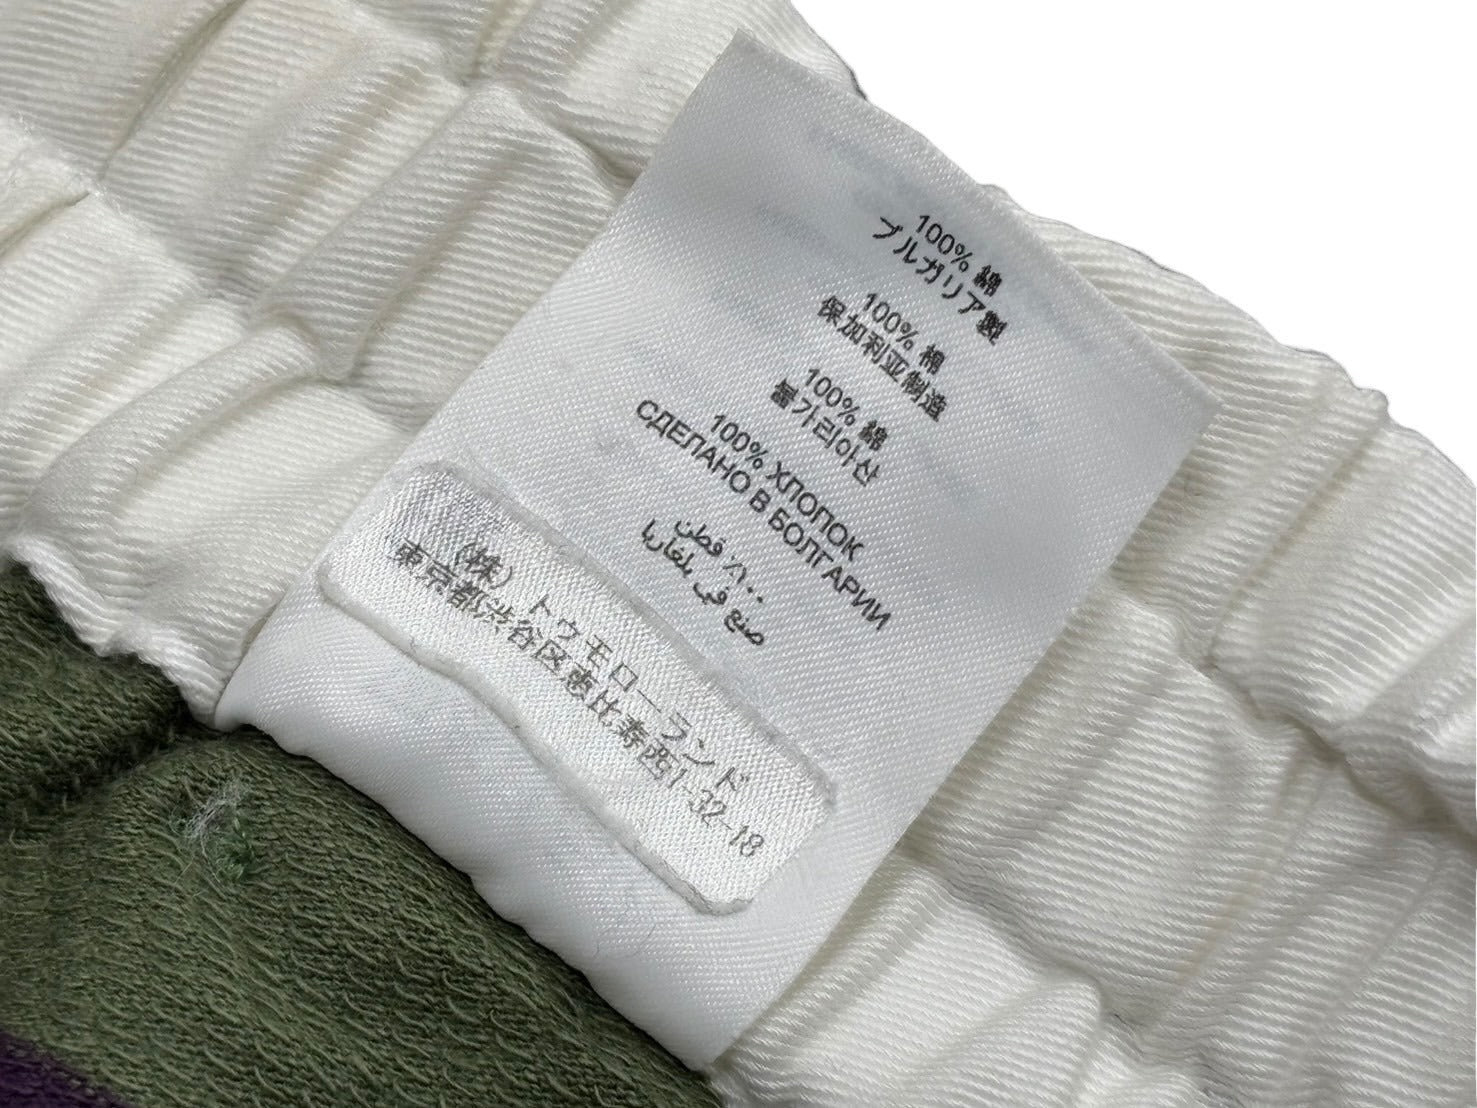 100% 綿
ブルガリア製
100% 棉
保加利亚制造
100% 綿
불가리아산
100% ХЛОПОК
СДЕЛАНО В БОЛГАРИИ
١٠٠٪ قطن
صنع في بلغاريا
(株) トゥモローランド
東京都渋谷区恵比寿西1-32-18